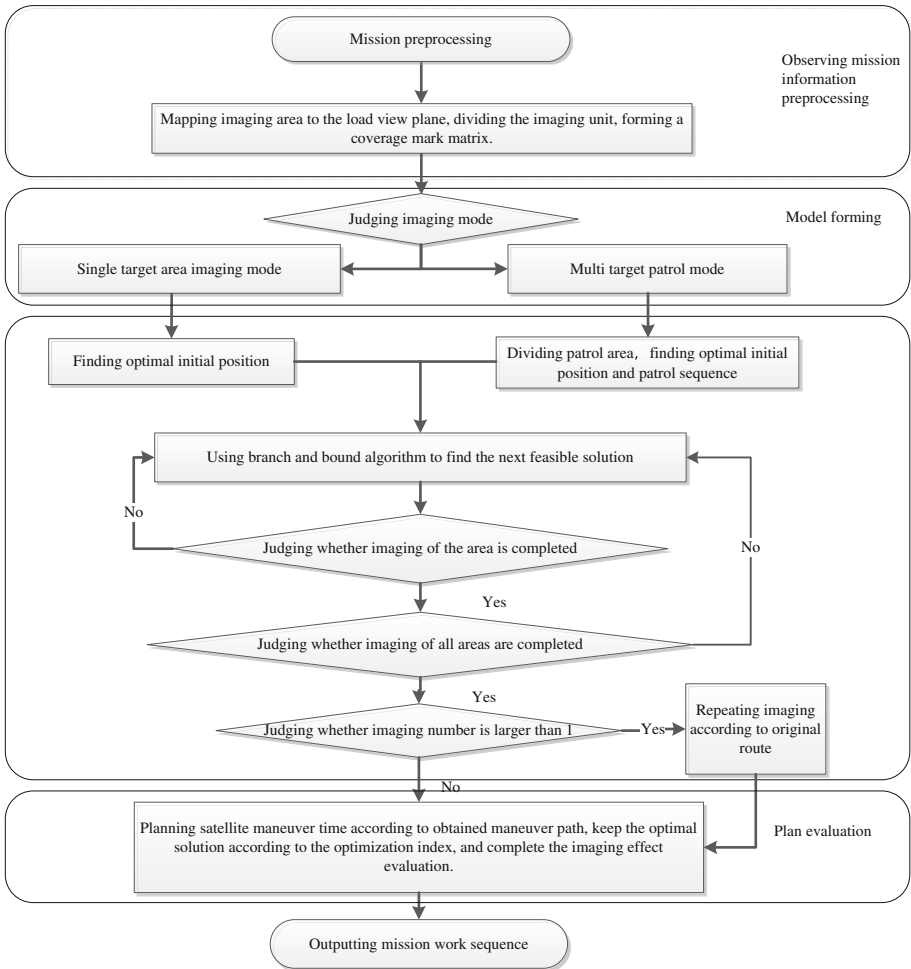 Mission preprocessing
Observing mission
information
preprocessing
Mapping imaging area to the load view plane, dividing the imaging unit, forming a
coverage mark matrix.
Judging imaging mode
Model forming
Single target area imaging mode
Multi target patrol mode
Finding optimal initial position
Dividing patrol area, finding optimal initial
position and patrol sequence
Using branch and bound algorithm to find the next feasible solution
No
Judging whether imaging of the area is completed
No
Yes
Judging whether imaging of all areas are completed
Yes
Judging whether imaging number is larger than 1
Yes
Repeating imaging
according to original
route
No
Planning satellite maneuver time according to obtained maneuver path, keep the optimal
solution according to the optimization index, and complete the imaging effect
evaluation.
Plan evaluation
Outputting mission work sequence